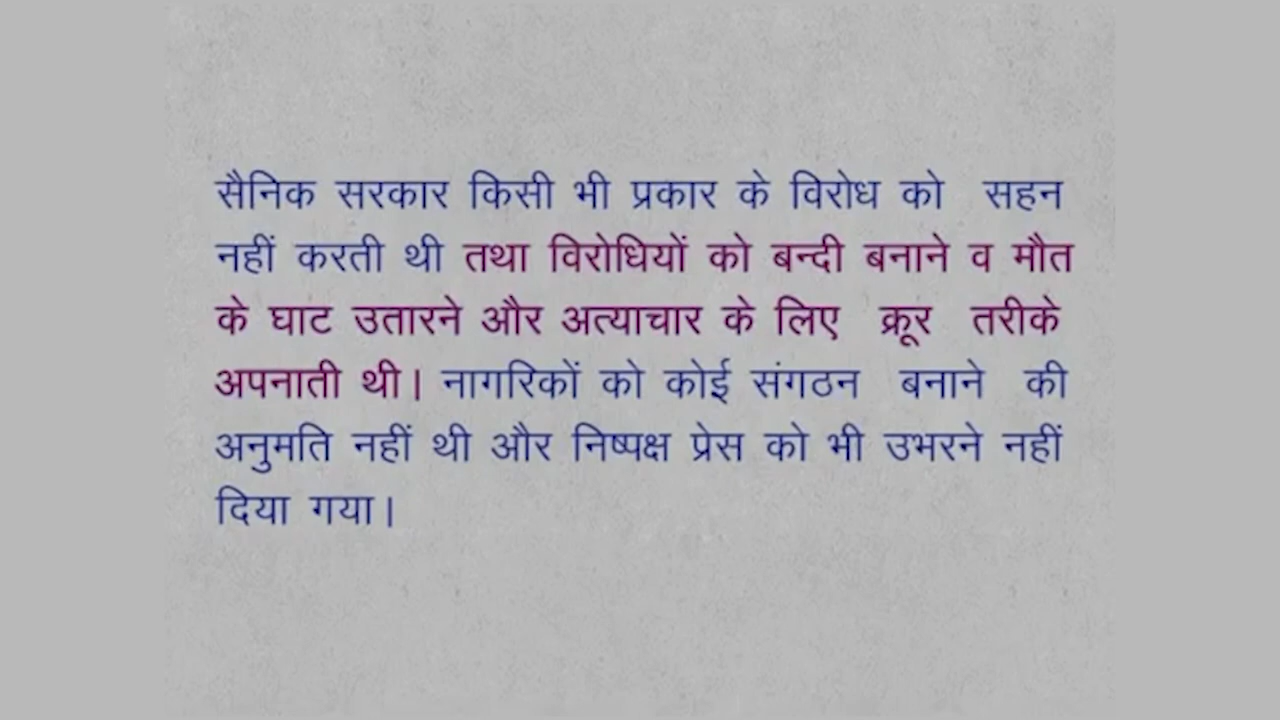 सैनिक सरकार किसी भी प्रकार के विरोध को सहन
नहीं करती थी तथा विरोधियों को बन्दी बनाने व मौत
के घाट उतारने और अत्याचार के लिए क्रूर तरीके
अपनाती थी। नागरिकों को कोई संगठन बनाने की
अनुमति नहीं थी और निष्पक्ष प्रेस को भी उभरने नहीं
दिया गया।